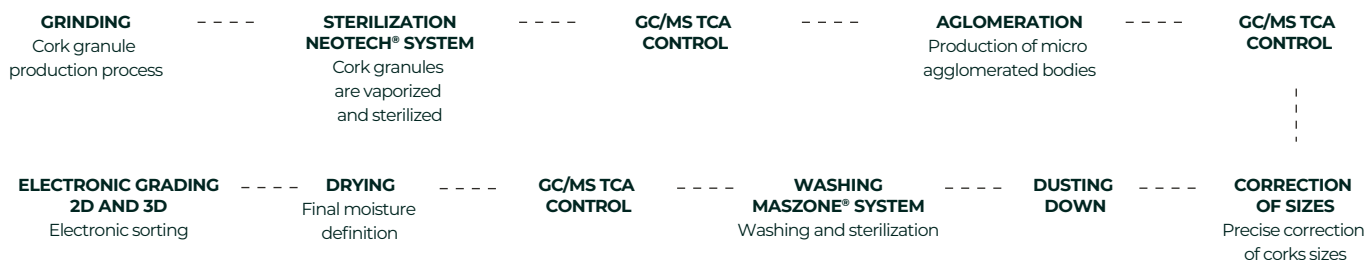 GRINDING
Cork granule
production process
STERILIZATION
NEOTECH® SYSTEM
Cork granules
are vaporized
and sterilized
GC/MS TCA
CONTROL
AGLOMERATION
Production of micro
agglomerated bodies
GC/MS TCA
CONTROL
CORRECTION
OF SIZES
Precise correction
of corks sizes
DUSTING
DOWN
WASHING
MASZONE® SYSTEM
Washing and sterilization
GC/MS TCA
CONTROL
DRYING
Final moisture
definition
ELECTRONIC GRADING
2D AND 3D
Electronic sorting